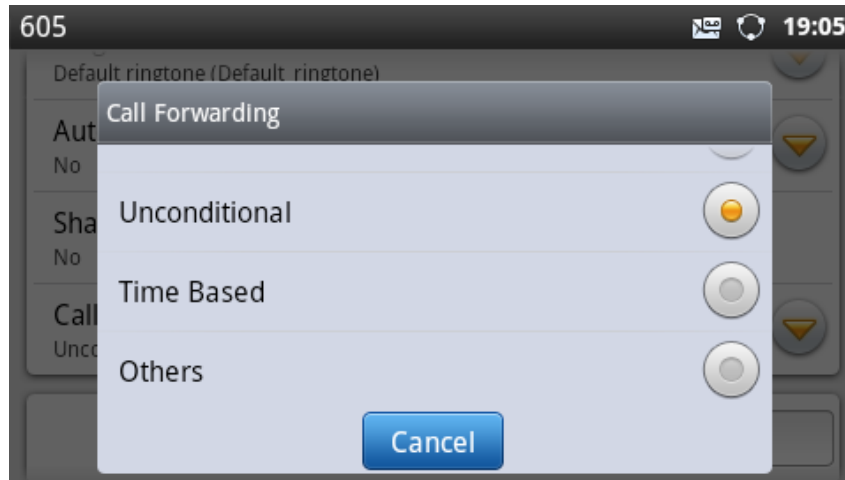 605 19:05
Default ringtone (Default ringtone)
Call Forwarding
Aut
No
Unconditional
Sha
No
Time Based
Call
Unco
Others
Cancel